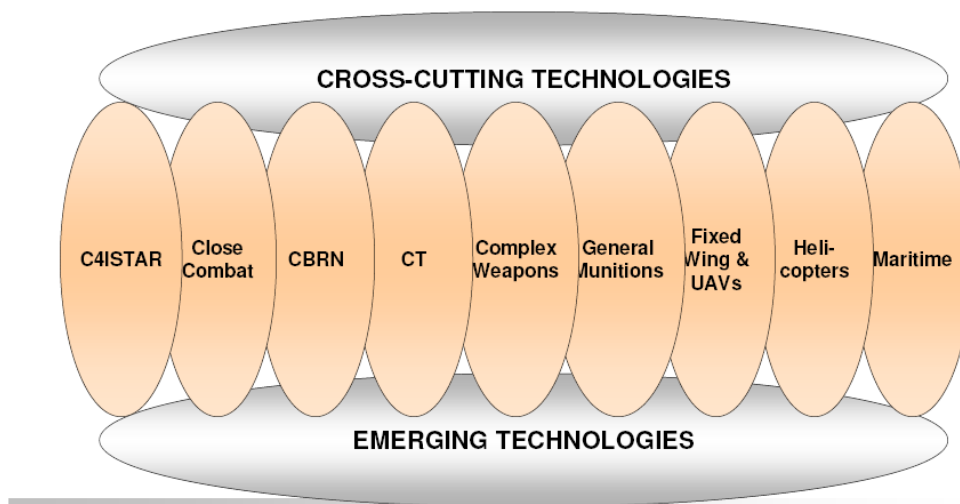 CROSS-CUTTING TECHNOLOGIES
C4ISTAR
Close
Combat
CBRN
CT
Complex
Weapons
General
Munitions
Fixed
Wing &
UAVs
Heli-
copters
Maritime
EMERGING TECHNOLOGIES